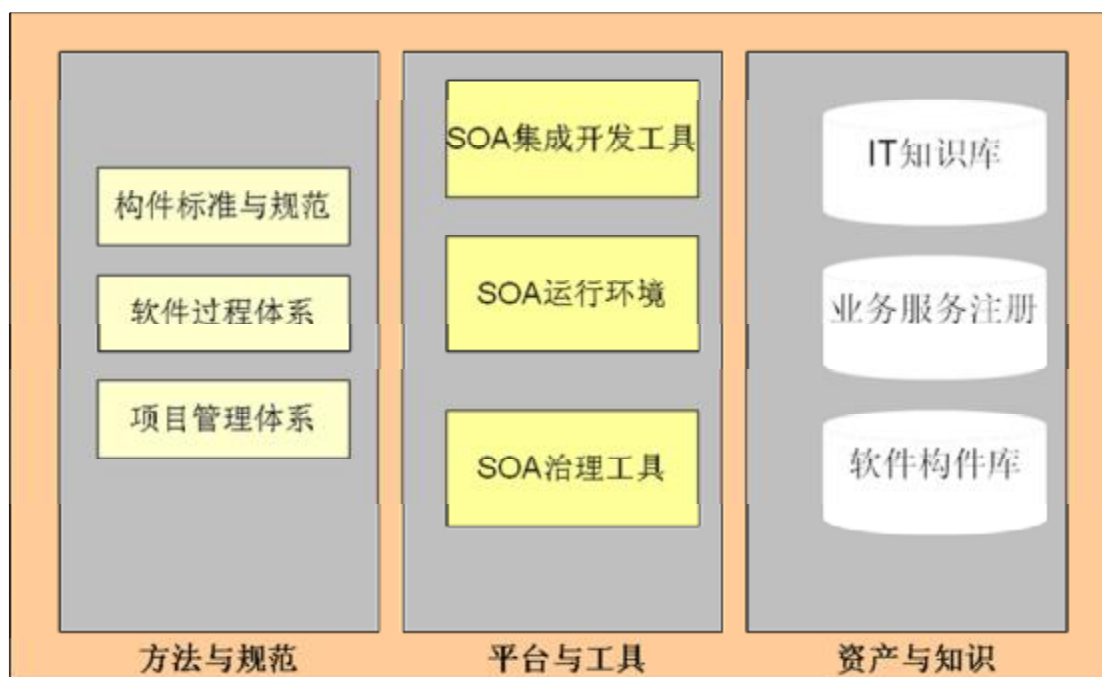 构件标准与规范
软件过程体系
项目管理体系
方法与规范
SOA集成开发工具
SOA运行环境
SOA治理工具
平台与工具
IT知识库
业务服务注册
软件构件库
资产与知识